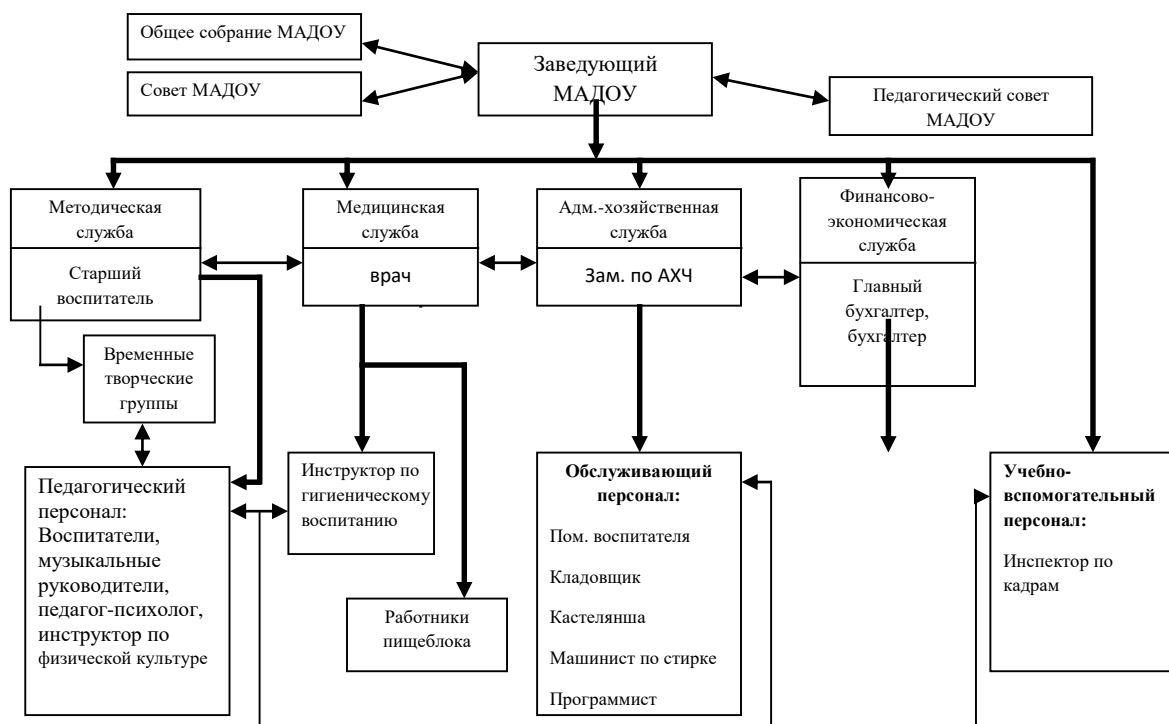 Общее собрание МАДОУ
Совет МАДОУ
Заведующий
МАДОУ
Педагогический совет
МАДОУ
Методическая
служба
Старший
воспитатель
Медицинская
служба
врач
Адм.-хозяйственная
служба
Зам. по АХЧ
Финансово-
экономическая
служба
Главный
бухгалтер,
бухгалтер
Временные
творческие
группы
Педагогический
персонал:
Воспитатели,
музыкальные
руководители,
педагог-психолог,
инструктор по
физической культуре
Инструктор по
гигиеническому
воспитанию
Работники
пищеблока
Обслуживающий
персонал:
Пом. воспитателя
Кладовщик
Кастелянша
Машинист по стирке
Программист
Учебно-
вспомогательный
персонал:
Инспектор по
кадрам